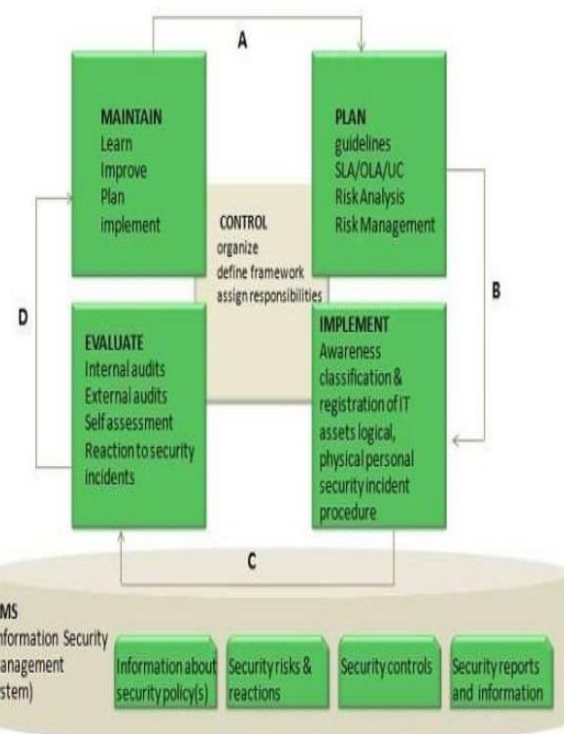 A
MAINTAIN
Learn
Improve
Plan
implement
PLAN
guidelines
SLA/OLA/UC
Risk Analysis
Risk Management
CONTROL
organize
define framework
assign responsibilities
D
B
EVALUATE
Internal audits
External audits
Self assessment
Reaction to security
incidents
IMPLEMENT
Awareness
classification &
registration of IT
assets logical,
physical personal
security incident
procedure
C
MS
nformation Security
anagement
ystem)
Information about
security policy(s)
Security risks &
reactions
Security controls
Security reports
and information